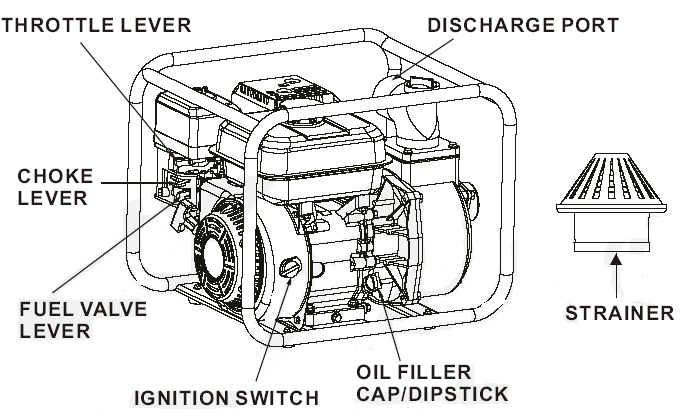 THROTTLE LEVER
DISCHARGE PORT
CHOKE
LEVER
FUEL VALVE
LEVER
STRAINER
IGNITION SWITCH
OIL FILLER
CAP/DIPSTICK